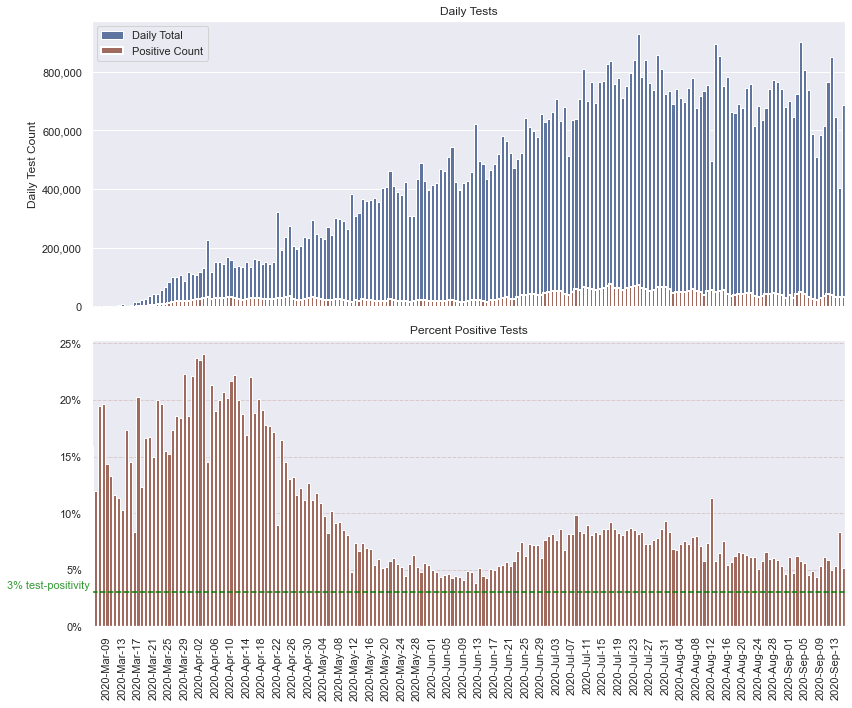 Daily Tests
Daily Total
Positive Count
Daily Test Count
800,000
600,000
400,000
200,000
0
Percent Positive Tests
25%
20%
15%
10%
5%
3% test-positivity
0%
2020-Mar-09
2020-Mar-13
2020-Mar-17
2020-Mar-21
2020-Mar-25
2020-Mar-29
2020-Apr-02
2020-Apr-06
2020-Apr-10
2020-Apr-14
2020-Apr-18
2020-Apr-22
2020-Apr-26
2020-Apr-30
2020-May-04
2020-May-08
2020-May-12
2020-May-16
2020-May-20
2020-May-24
2020-May-28
2020-Jun-01
2020-Jun-05
2020-Jun-09
2020-Jun-13
2020-Jun-17
2020-Jun-21
2020-Jun-25
2020-Jun-29
2020-Jul-03
2020-Jul-07
2020-Jul-11
2020-Jul-15
2020-Jul-19
2020-Jul-23
2020-Jul-27
2020-Jul-31
2020-Aug-04
2020-Aug-08
2020-Aug-12
2020-Aug-16
2020-Aug-20
2020-Aug-24
2020-Aug-28
2020-Sep-01
2020-Sep-05
2020-Sep-09
2020-Sep-13